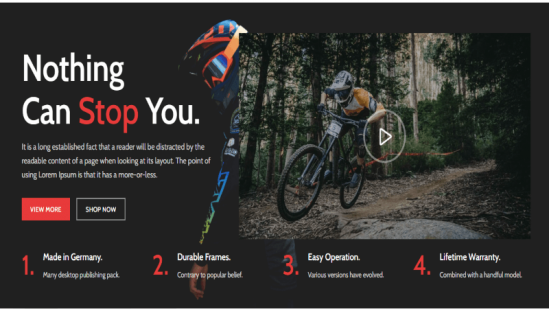 Nothing
Can Stop You.
It is a long established fact that a reader will be distracted by the
readable content of a page when looking at its layout. The point of
using Lorem Ipsum is that it has a more-or-less.
VIEW MORE
SHOP NOW
1. Made in Germany.
Many desktop publishing pack.
2. Durable Frames.
Contrary to popular belief.
3. Easy Operation.
Various versions have evolved.
4. Lifetime Warranty.
Combined with a handful model.